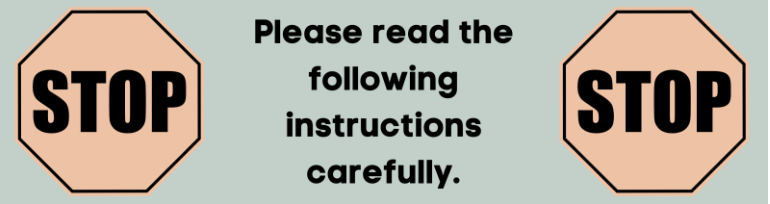 STOP
Please read the
following
instructions
carefully.
STOP